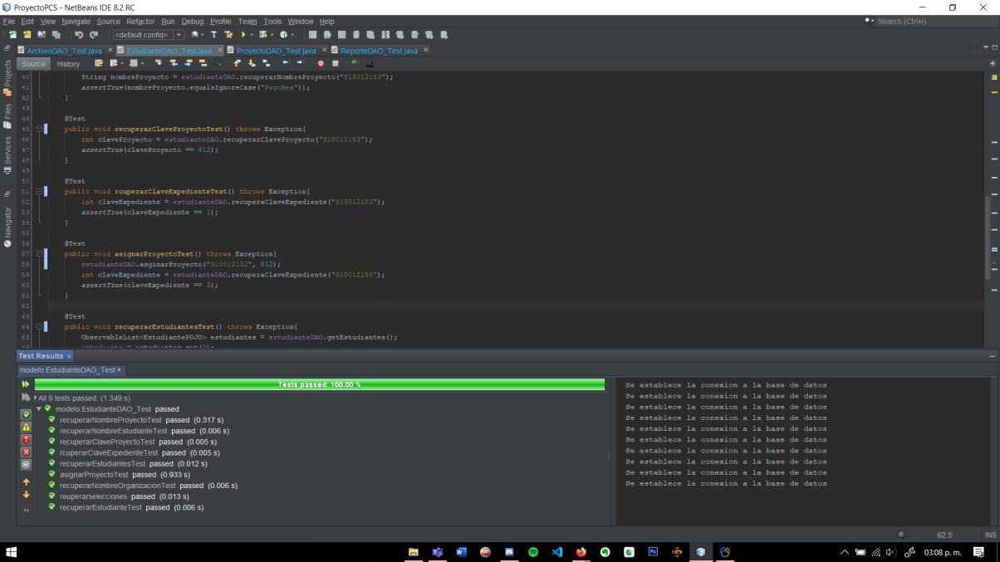 ProyectoPCS - NetBeans IDE 8.2 RC
File Edit View Navigate Source Refactor Run Debug Profile Team Tools Window Help
Search (Ctrl+I)
<default config>
ArchivoDAO_Test.java × EstudianteDAO_Test.java × ProyectoDAO_Test.java × ReporteDAO_Test.java ×
Source History
Projects
Files
Services
Navigator
40 String nombreProyecto = estudianteDAO.recuperarNombreProyecto("S18012183");
41 assertTrue(nombreProyecto.equalsIgnoreCase("PagoMex"));
42 }
43
44 @Test
45 public void recuperarClaveProyectoTest() throws Exception{
46 int claveProyecto = estudianteDAO.recuperarClaveProyecto("S18012183");
47 assertTrue(claveProyecto == 912);
48 }
49
50 @Test
51 public void rcuperarClaveExpedienteTest() throws Exception{
52 int claveExpediente = estudianteDAO.recuperaClaveExpediente("S18012183");
53 assertTrue(claveExpediente == 1);
54 }
55
56 @Test
57 public void asignarProyectoTest() throws Exception{
58 estudianteDAO.asginarProyecto("S18012182", 812);
59 int claveExpediente = estudianteDAO.recuperaClaveExpediente("S18012180");
60 assertTrue(claveExpediente == 3);
61 }
62
63 @Test
64 public void recuperarEstudiantesTest() throws Exception{
65 ObservableList<EstudiantePOJO> estudiantes = estudianteDAO.getEstudiantes();
Test Results ×
modelo.EstudianteDAO_Test ×
Tests passed: 100.00 %
All 9 tests passed. (1.349 s)
modelo.EstudianteDAO_Test passed
recuperarNombreProyectoTest passed (0.317 s)
recuperarNombreEstudianteTest passed (0.006 s)
recuperarClaveProyectoTest passed (0.005 s)
rcuperarClaveExpedienteTest passed (0.005 s)
recuperarEstudiantesTest passed (0.012 s)
asignarProyectoTest passed (0.933 s)
recuperarNombreOrganizacionTest passed (0.006 s)
reuperarselecciones passed (0.013 s)
recuperarEstudianteTest passed (0.006 s)
Se establece la conexion a la base de datos
Se establece la conexion a la base de datos
Se establece la conexion a la base de datos
Se establece la conexion a la base de datos
Se establece la conexion a la base de datos
Se establece la conexion a la base de datos
Se establece la conexion a la base de datos
Se establece la conexion a la base de datos
Se establece la conexion a la base de datos
Se establece la conexion a la base de datos
62:5 INS
03:08 p. m.